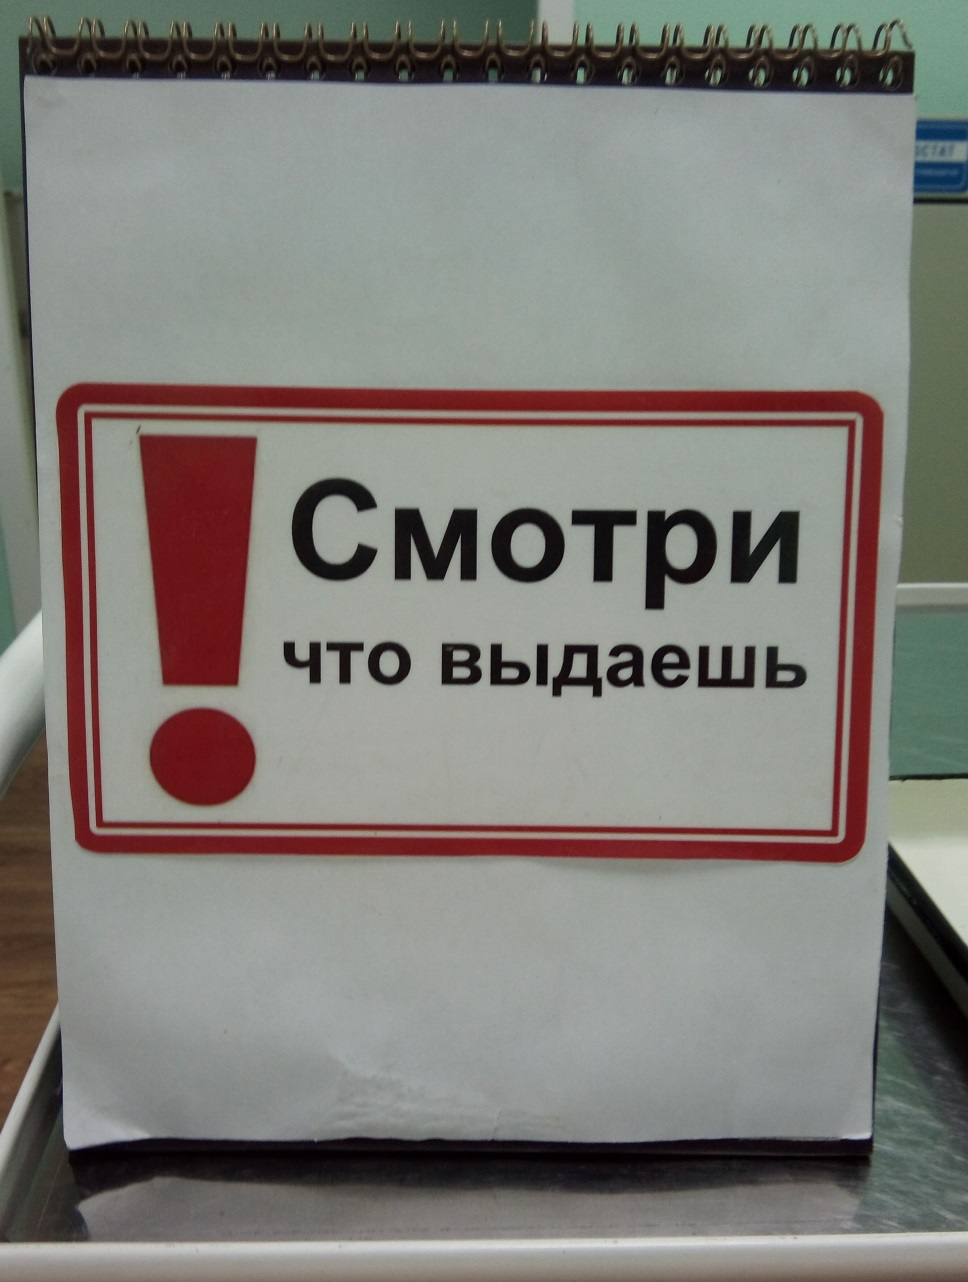 Смотри
что выдаешь